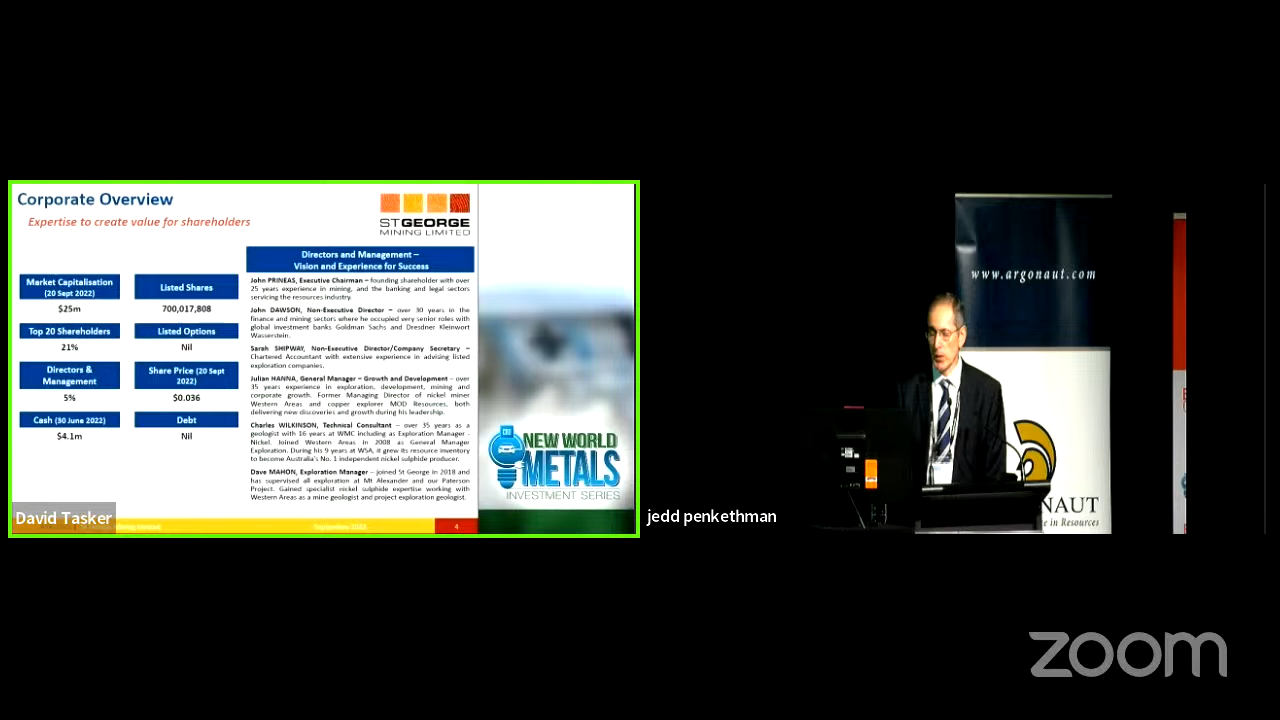 Corporate Overview
Expertise to create value for shareholders
STGEORGE
MINING LIMITED
Market Capitalisation
(20 Sept 2022)
$25m
Listed Shares
700,017,808
Top 20 Shareholders
21%
Listed Options
Nil
Directors &
Management
5%
Share Price (20 Sept
2022)
$0.036
Cash (30 June 2022)
$4.1m
Debt
Nil
Directors and Management –
Vision and Experience for Success
John PRINEAS, Executive Chairman – founding shareholder with over
25 years experience in mining, and the banking and legal sectors
servicing the resources industry.
John DAWSON, Non-Executive Director – over 30 years in the
finance and mining sectors where he occupied very senior roles with
global investment banks Goldman Sachs and Dresdner Kleinwort
Wasserstein.
Sarah SHIPWAY, Non-Executive Director/Company Secretary –
Chartered Accountant with extensive experience in advising listed
exploration companies.
Julian HANNA, General Manager – Growth and Development – over
35 years experience in exploration, development, mining and
corporate growth. Former Managing Director of nickel miner
Western Areas and copper explorer MOD Resources, both
delivering new discoveries and growth during his leadership.
Charles WILKINSON, Technical Consultant – over 35 years as a
geologist with 16 years at WMC including as Exploration Manager -
Nickel. Joined Western Areas in 2008 as General Manager
Exploration. During his 9 years at WSA, it grew its resource inventory
to become Australia's No. 1 independent nickel sulphide producer.
Dave MAHON, Exploration Manager – joined St George in 2018 and
has supervised all exploration at Mt Alexander and our Paterson
Project. Gained specialist nickel sulphide expertise working with
Western Areas as a mine geologist and project exploration geologist.
September 2022
4
NEW WORLD
METALS
INVESTMENT SERIES
David Tasker
www.argonaut.com
NAUT
e in Resources
jedd penkethman
zoom